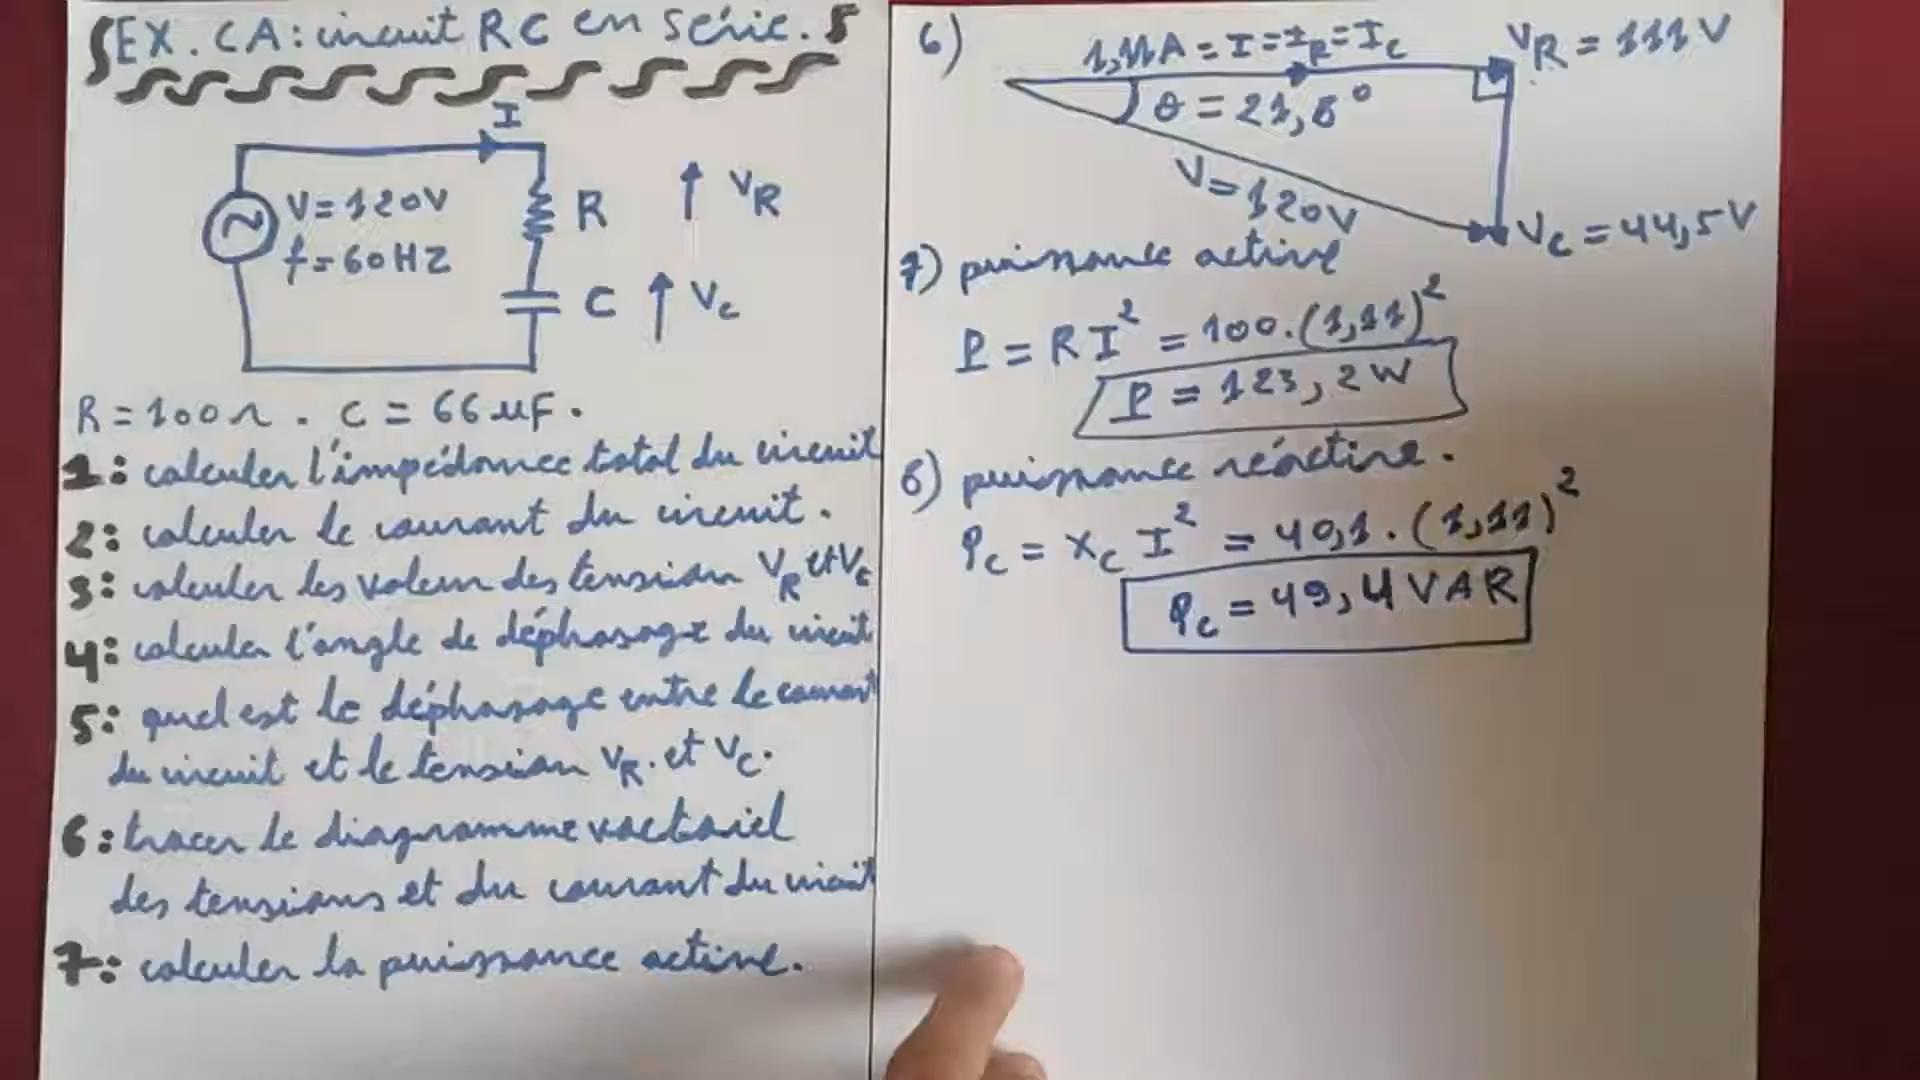 EX. CA: circuit RC en série.
I
V=120V
f=60HZ
R
VR
C
Vc
R=100Ω. C=66µF.
1: calculer l'impédance total du circuit
2: calculer le courant du circuit.
3: calculer les valeur des tension VR et Vc
4: calculer l'angle de déphasage du circuit
5: quel est le déphasage entre le courant
du circuit et le tension VR. et Vc.
6: tracer le diagramme vactoriel
des tensions et du courant du circuit
7: calculer la puissance active.
6)
1,11A = I = IR = Ic
VR = 111V
θ = 21,8°
V=120V
Vc = 44,5V
7) puissance active
P = RI² = 100.(1,11)²
P = 123,2W
8) puissance réactive.
Qc = Xc I² = 40,1.(1,11)²
Qc = 49,4 VAR